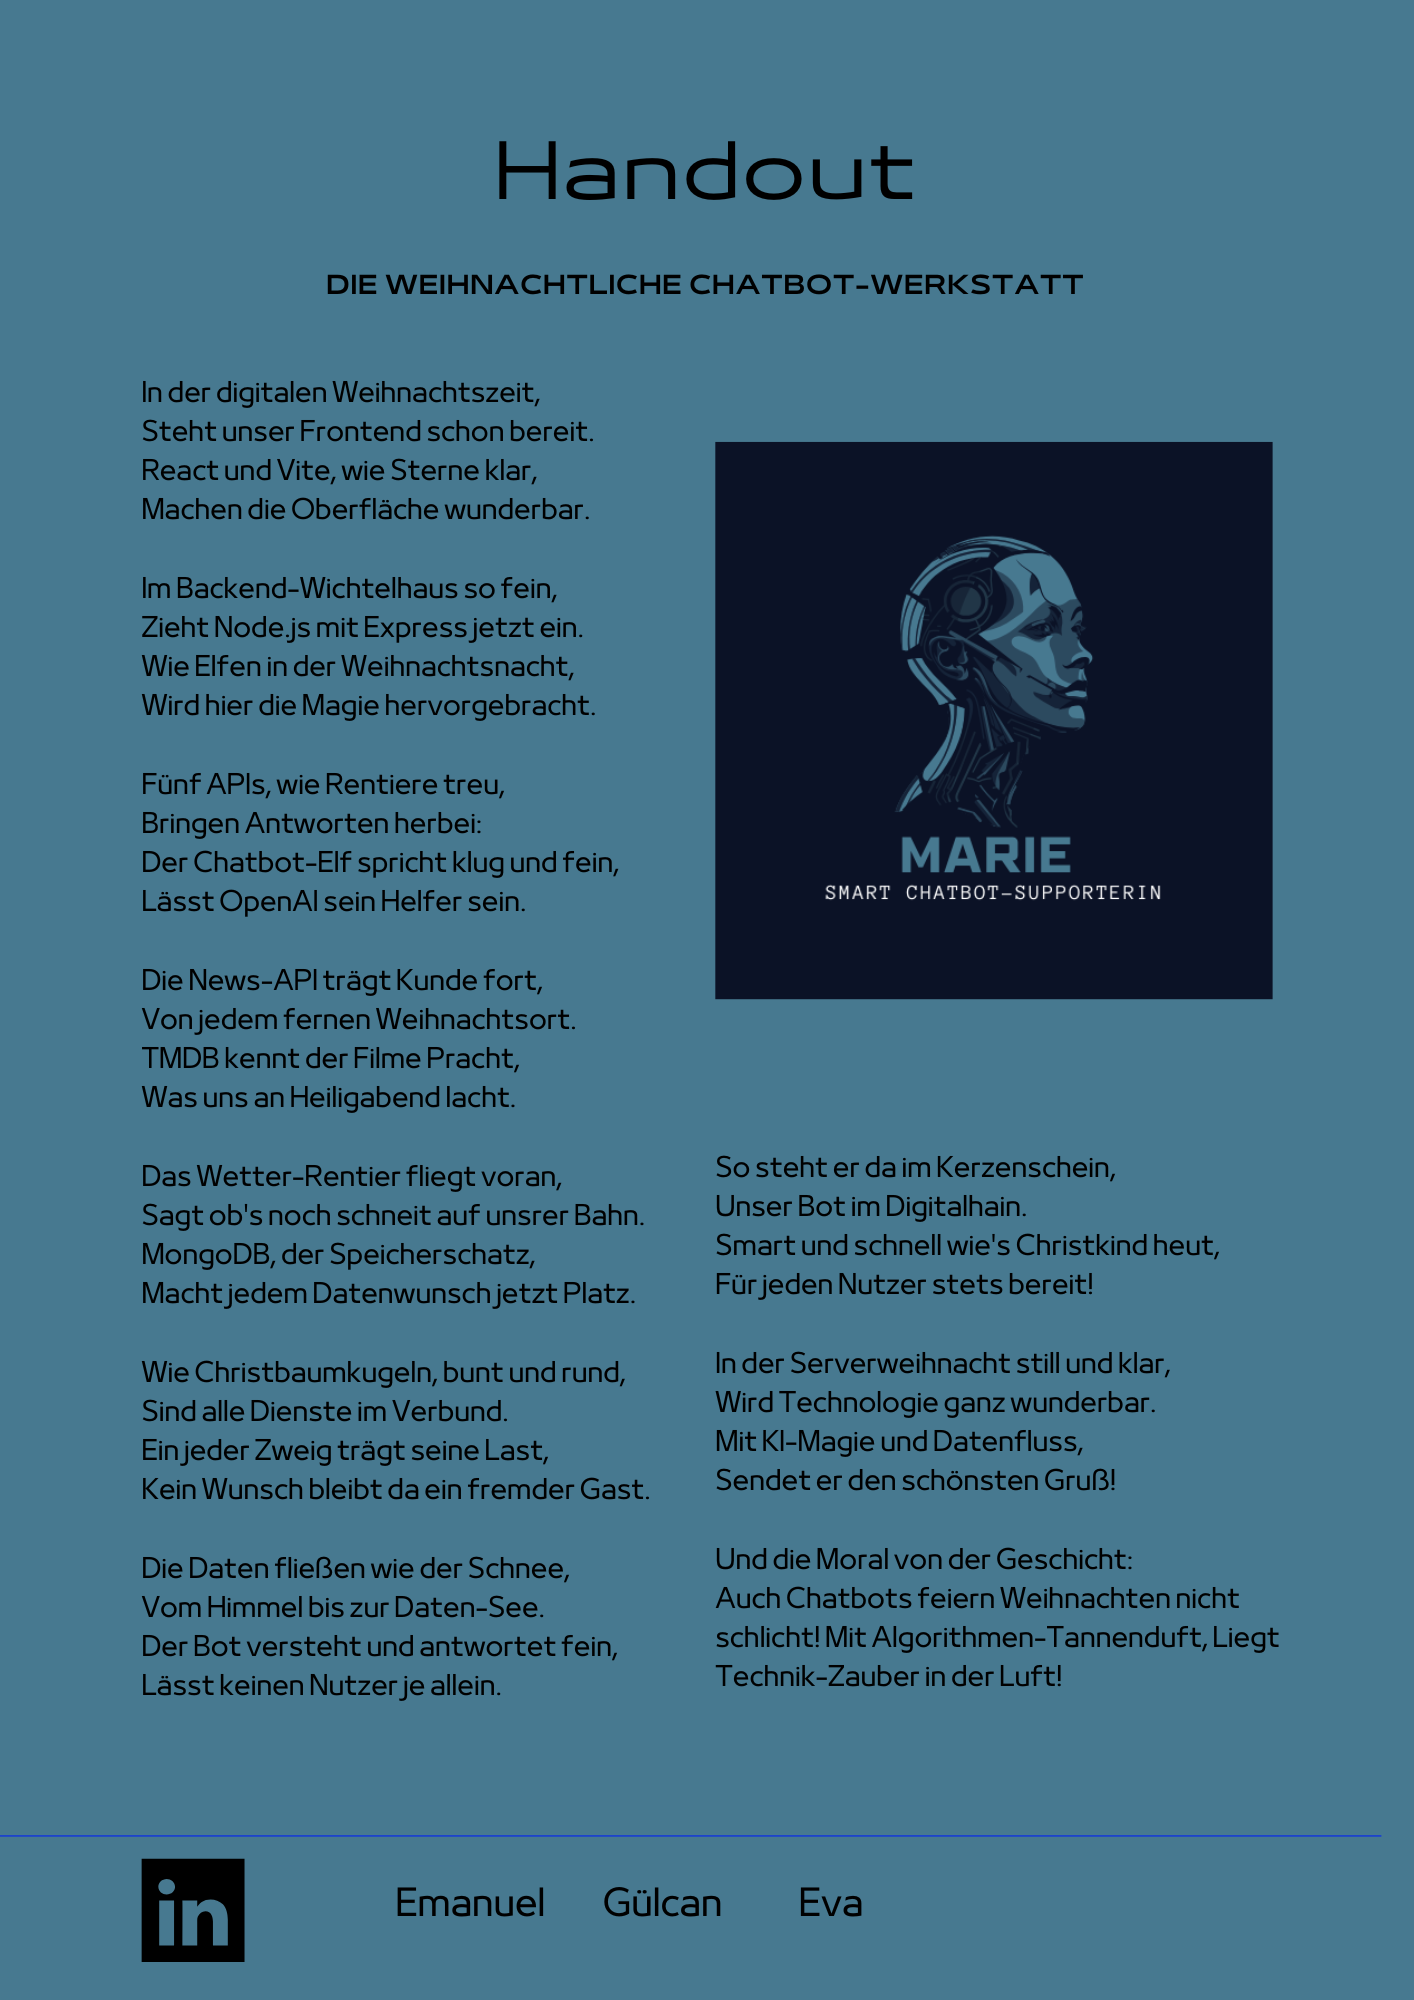 Handout
DIE WEIHNACHTLICHE CHATBOT-WERKSTATT
In der digitalen Weihnachtszeit,
Steht unser Frontend schon bereit.
React und Vite, wie Sterne klar,
Machen die Oberfläche wunderbar.
Im Backend-Wichtelhaus so fein,
Zieht Node.js mit Express jetzt ein.
Wie Elfen in der Weihnachtsnacht,
Wird hier die Magie hervorgebracht.
Fünf APIs, wie Rentiere treu,
Bringen Antworten herbei:
Der Chatbot-Elf spricht klug und fein,
Lässt OpenAI sein Helfer sein.
Die News-API trägt Kunde fort,
Von jedem fernen Weihnachtsort.
TMDB kennt der Filme Pracht,
Was uns an Heiligabend lacht.
Das Wetter-Rentier fliegt voran,
Sagt ob's noch schneit auf unsrer Bahn.
MongoDB, der Speicherschatz,
Macht jedem Datenwunsch jetzt Platz.
Wie Christbaumkugeln, bunt und rund,
Sind alle Dienste im Verbund.
Ein jeder Zweig trägt seine Last,
Kein Wunsch bleibt da ein fremder Gast.
Die Daten fließen wie der Schnee,
Vom Himmel bis zur Daten-See.
Der Bot versteht und antwortet fein,
Lässt keinen Nutzer je allein.
MARIE
SMART CHATBOT-SUPPORTERIN
So steht er da im Kerzenschein,
Unser Bot im Digitalhain.
Smart und schnell wie's Christkind heut,
Für jeden Nutzer stets bereit!
In der Serverweihnacht still und klar,
Wird Technologie ganz wunderbar.
Mit KI-Magie und Datenfluss,
Sendet er den schönsten Gruß!
Und die Moral von der Geschicht:
Auch Chatbots feiern Weihnachten nicht
schlicht! Mit Algorithmen-Tannenduft, Liegt
Technik-Zauber in der Luft!
in
Emanuel Gülcan Eva